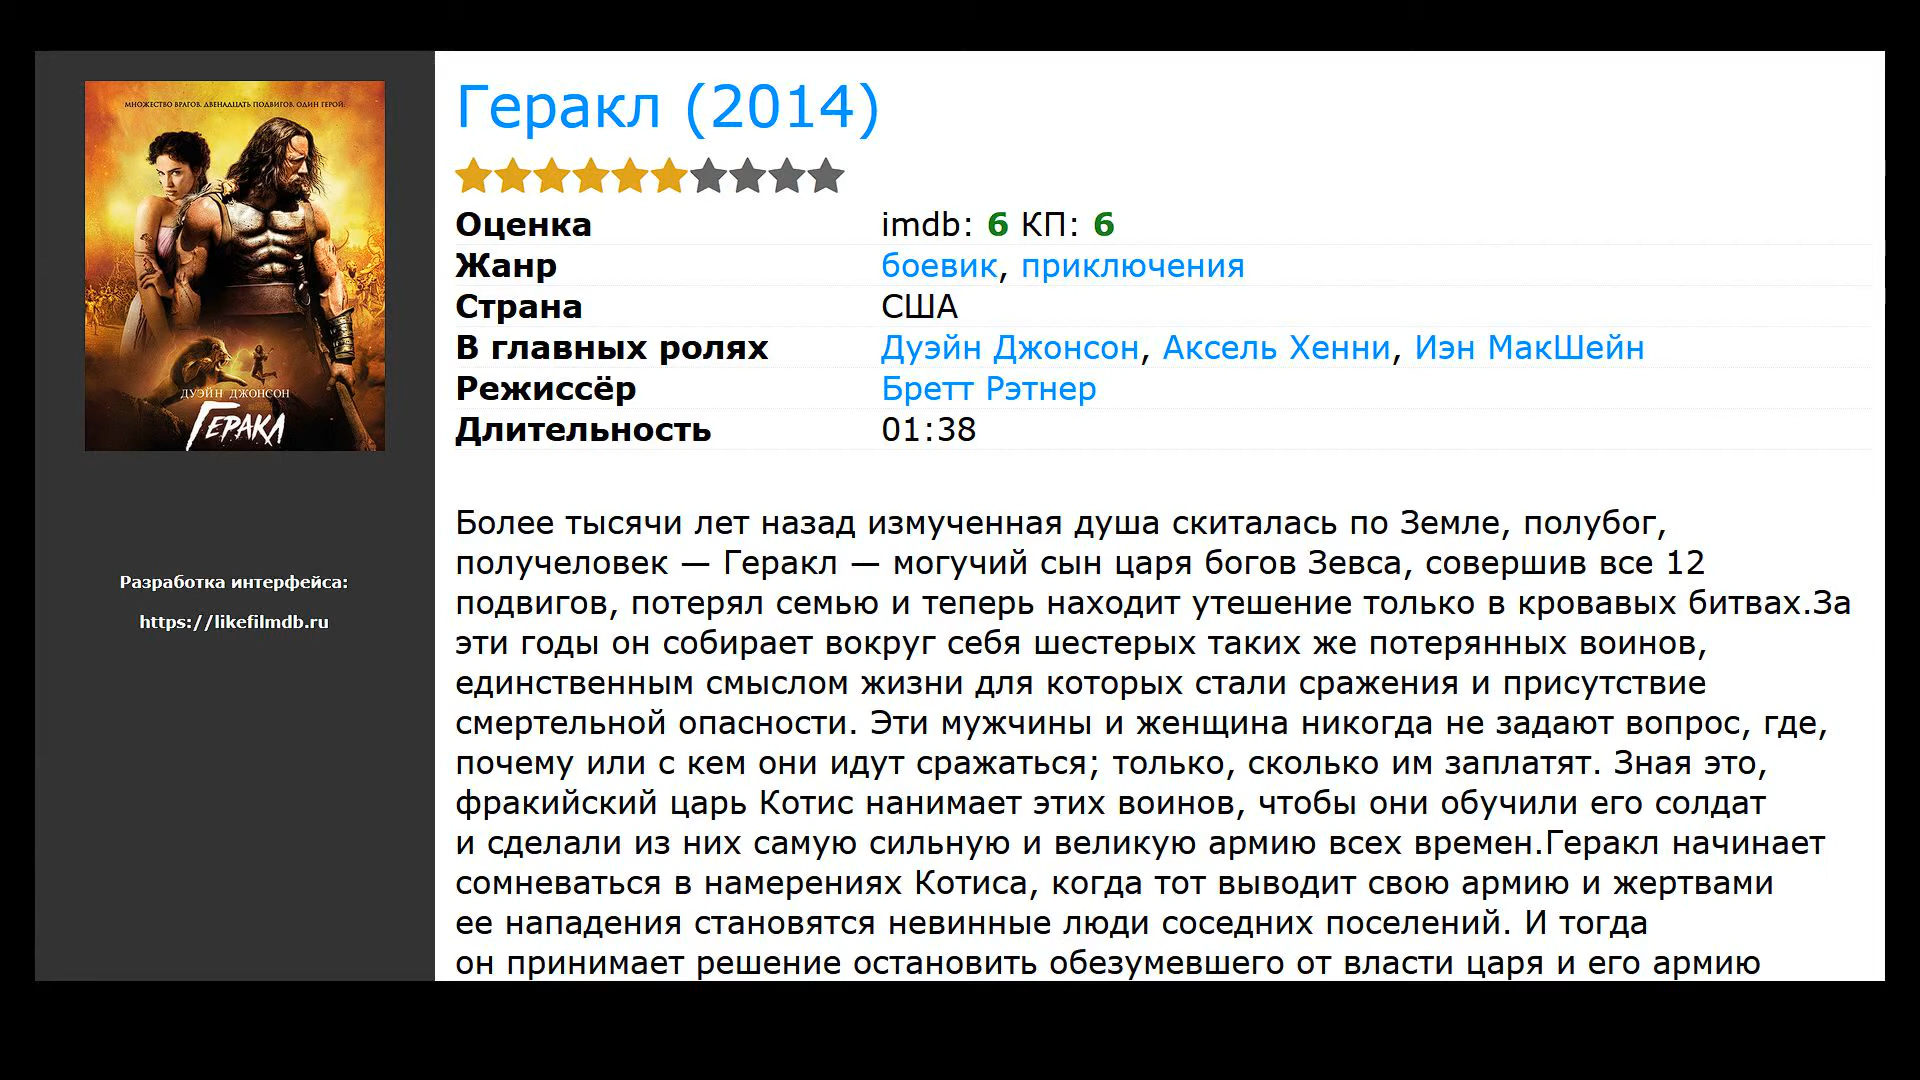 МНОЖЕСТВО ВРАГОВ. ДВЕНАДЦАТЬ ПОДВИГОВ. ОДИН ГЕРОЙ.
ДУЭЙН ДЖОНСОН
ГЕРАКЛ
Разработка интерфейса:
https://likefilmdb.ru
Геракл (2014)
Оценка imdb: 6 КП: 6
Жанр боевик, приключения
Страна США
В главных ролях Дуэйн Джонсон, Аксель Хенни, Иэн МакШейн
Режиссёр Бретт Рэтнер
Длительность 01:38
Более тысячи лет назад измученная душа скиталась по Земле, полубог,
получеловек — Геракл — могучий сын царя богов Зевса, совершив все 12
подвигов, потерял семью и теперь находит утешение только в кровавых битвах.За
эти годы он собирает вокруг себя шестерых таких же потерянных воинов,
единственным смыслом жизни для которых стали сражения и присутствие
смертельной опасности. Эти мужчины и женщина никогда не задают вопрос, где,
почему или с кем они идут сражаться; только, сколько им заплатят. Зная это,
фракийский царь Котис нанимает этих воинов, чтобы они обучили его солдат
и сделали из них самую сильную и великую армию всех времен.Геракл начинает
сомневаться в намерениях Котиса, когда тот выводит свою армию и жертвами
ее нападения становятся невинные люди соседних поселений. И тогда
он принимает решение остановить обезумевшего от власти царя и его армию